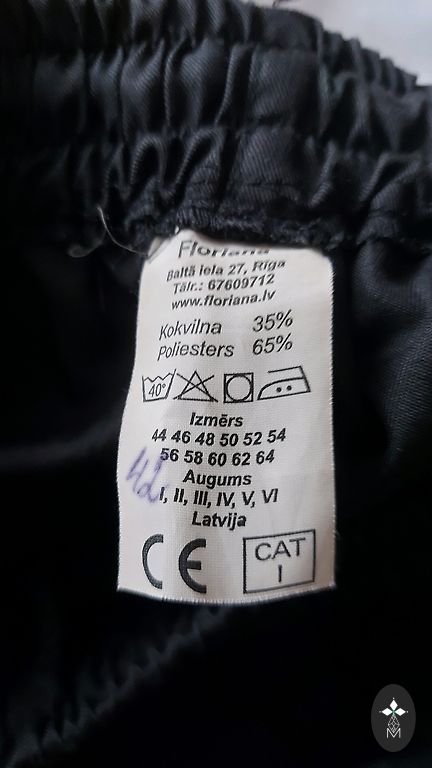 Floriana
Baltā iela 27, Rīga
Tālr.: 67609712
www.floriana.lv
Kokvilna 35%
Poliesters 65%
40°
Izmērs
44 46 48 50 52 54
56 58 60 62 64
42
Augums
I, II, III, IV, V, VI
Latvija
CE CAT
I
M